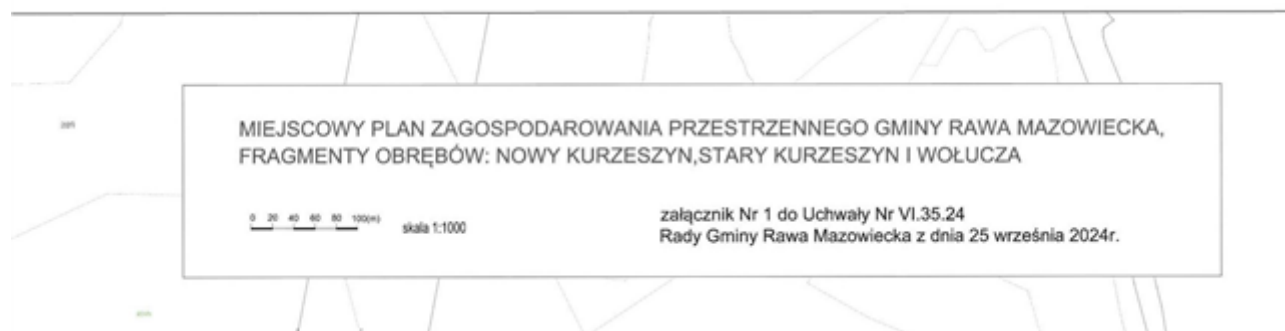 MIEJSCOWY PLAN ZAGOSPODAROWANIA PRZESTRZENNEGO GMINY RAWA MAZOWIECKA,
FRAGMENTY OBRĘBÓW: NOWY KURZESZYN,STARY KURZESZYN I WOŁUCZA
0 20 40 60 80 100(m)
skala 1:1000
załącznik Nr 1 do Uchwały Nr VI.35.24
Rady Gminy Rawa Mazowiecka z dnia 25 września 2024r.